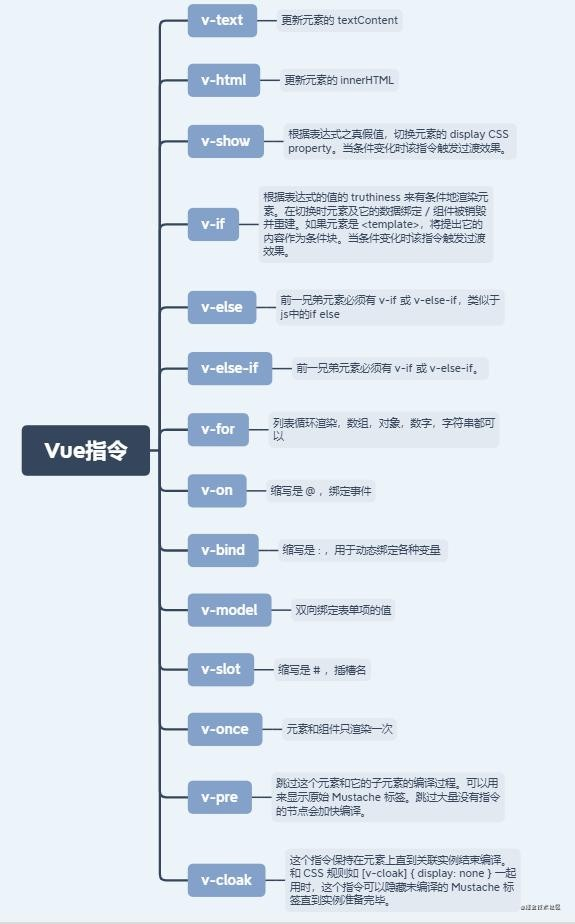 v-text
更新元素的 textContent
v-html
更新元素的 innerHTML
v-show
根据表达式之真假值，切换元素的 display CSS
property。当条件变化时该指令触发过渡效果。
v-if
根据表达式的值的 truthiness 来有条件地渲染元
素。在切换时元素及它的数据绑定 / 组件被销毁
并重建。如果元素是 <template>，将提出它的
内容作为条件块。当条件变化时该指令触发过渡
效果。
v-else
前一兄弟元素必须有 v-if 或 v-else-if，类似于
js中的if else
v-else-if
前一兄弟元素必须有 v-if 或 v-else-if。
v-for
列表循环渲染，数组，对象，数字，字符串都可
以
Vue指令
v-on
缩写是 @ ，绑定事件
v-bind
缩写是 : ，用于动态绑定各种变量
v-model
双向绑定表单项的值
v-slot
缩写是 # ，插槽名
v-once
元素和组件只渲染一次
v-pre
跳过这个元素和它的子元素的编译过程。可以用
来显示原始 Mustache 标签。跳过大量没有指令
的节点会加快编译。
v-cloak
这个指令保持在元素上直到关联实例结束编译。
和 CSS 规则如 [v-cloak] { display: none } 一起
用时，这个指令可以隐藏未编译的 Mustache 标
签直到实例准备完毕。
@稀土掘金技术社区